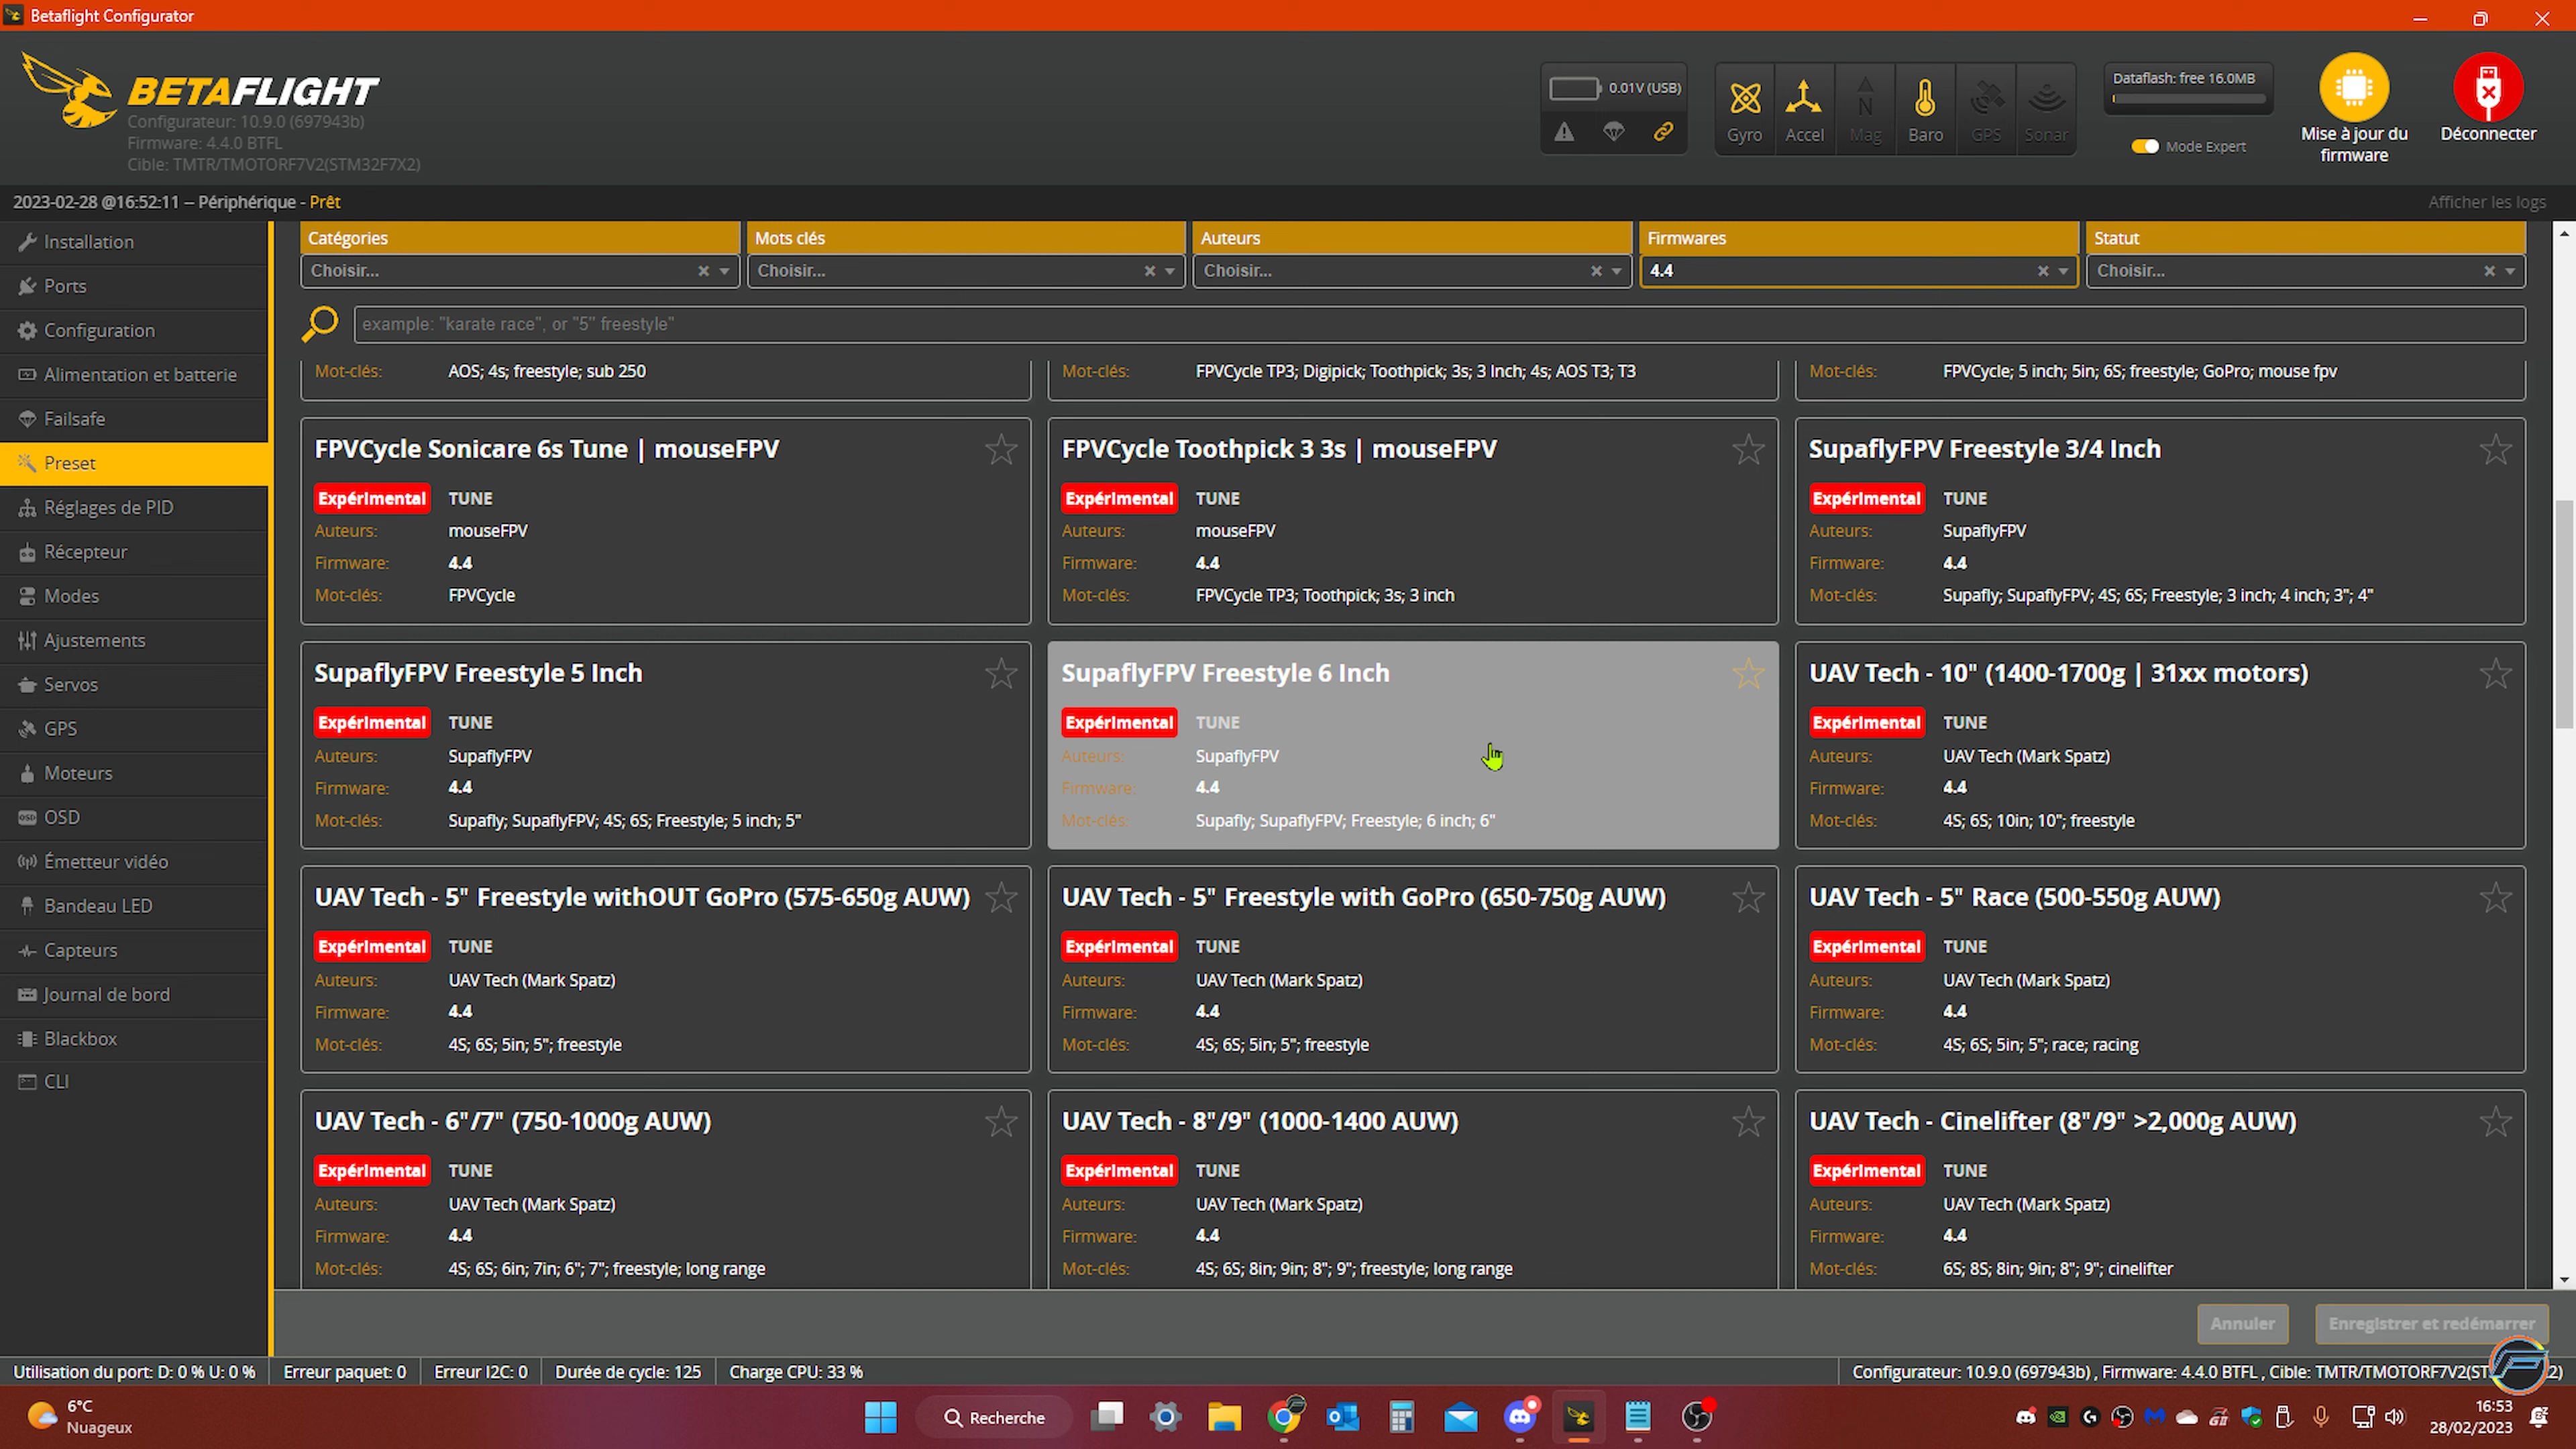 Betaflight Configurator
BETAFLIGHT
Configurateur: 10.9.0 (697943b)
Firmware: 4.4.0 BTFL
Cible: TMTR/TMOTORF7V2(STM32F7X2)
0.01V (USB)
Gyro Accel Mag Baro GPS Sonar
Dataflash: free 16.0MB
Mode Expert
Mise à jour du
firmware
Déconnecter
2023-02-28 @16:52:11 -- Périphérique - Prêt
Afficher les logs
Installation
Ports
Configuration
Alimentation et batterie
Failsafe
Preset
Réglages de PID
Récepteur
Modes
Ajustements
Servos
GPS
Moteurs
OSD
Émetteur vidéo
Bandeau LED
Capteurs
Journal de bord
Blackbox
CLI
Catégories Mots clés Auteurs Firmwares Statut
Choisir... Choisir... Choisir... 4.4 Choisir...
example: "karate race", or "5'' freestyle"
Mot-clés: AOS; 4s; freestyle; sub 250
Mot-clés: FPVCycle TP3; Digipick; Toothpick; 3s; 3 Inch; 4s; AOS T3; T3
Mot-clés: FPVCycle; 5 inch; 5in; 6S; freestyle; GoPro; mouse fpv
FPVCycle Sonicare 6s Tune | mouseFPV
Expérimental TUNE
Auteurs: mouseFPV
Firmware: 4.4
Mot-clés: FPVCycle
FPVCycle Toothpick 3 3s | mouseFPV
Expérimental TUNE
Auteurs: mouseFPV
Firmware: 4.4
Mot-clés: FPVCycle TP3; Toothpick; 3s; 3 inch
SupaflyFPV Freestyle 3/4 Inch
Expérimental TUNE
Auteurs: SupaflyFPV
Firmware: 4.4
Mot-clés: Supafly; SupaflyFPV; 4S; 6S; Freestyle; 3 inch; 4 inch; 3"; 4"
SupaflyFPV Freestyle 5 Inch
Expérimental TUNE
Auteurs: SupaflyFPV
Firmware: 4.4
Mot-clés: Supafly; SupaflyFPV; 4S; 6S; Freestyle; 5 inch; 5"
SupaflyFPV Freestyle 6 Inch
Expérimental TUNE
Auteurs: SupaflyFPV
Firmware: 4.4
Mot-clés: Supafly; SupaflyFPV; Freestyle; 6 inch; 6"
UAV Tech - 10" (1400-1700g | 31xx motors)
Expérimental TUNE
Auteurs: UAV Tech (Mark Spatz)
Firmware: 4.4
Mot-clés: 4S; 6S; 10in; 10"; freestyle
UAV Tech - 5" Freestyle withOUT GoPro (575-650g AUW)
Expérimental TUNE
Auteurs: UAV Tech (Mark Spatz)
Firmware: 4.4
Mot-clés: 4S; 6S; 5in; 5"; freestyle
UAV Tech - 5" Freestyle with GoPro (650-750g AUW)
Expérimental TUNE
Auteurs: UAV Tech (Mark Spatz)
Firmware: 4.4
Mot-clés: 4S; 6S; 5in; 5"; freestyle
UAV Tech - 5" Race (500-550g AUW)
Expérimental TUNE
Auteurs: UAV Tech (Mark Spatz)
Firmware: 4.4
Mot-clés: 4S; 6S; 5in; 5"; race; racing
UAV Tech - 6"/7" (750-1000g AUW)
Expérimental TUNE
Auteurs: UAV Tech (Mark Spatz)
Firmware: 4.4
Mot-clés: 4S; 6S; 6in; 7in; 6"; 7"; freestyle; long range
UAV Tech - 8"/9" (1000-1400 AUW)
Expérimental TUNE
Auteurs: UAV Tech (Mark Spatz)
Firmware: 4.4
Mot-clés: 4S; 6S; 8in; 9in; 8"; 9"; freestyle; long range
UAV Tech - Cinelifter (8"/9" >2,000g AUW)
Expérimental TUNE
Auteurs: UAV Tech (Mark Spatz)
Firmware: 4.4
Mot-clés: 6S; 8S; 8in; 9in; 8"; 9"; cinelifter
Annuler Enregistrer et redémarrer
Utilisation du port: D: 0 % U: 0 % Erreur paquet: 0 Erreur I2C: 0 Durée de cycle: 125 Charge CPU: 33 %
Configurateur: 10.9.0 (697943b) , Firmware: 4.4.0 BTFL , Cible: TMTR/TMOTORF7V2(ST 2)
6°C
Nuageux
Recherche
16:53
28/02/2023